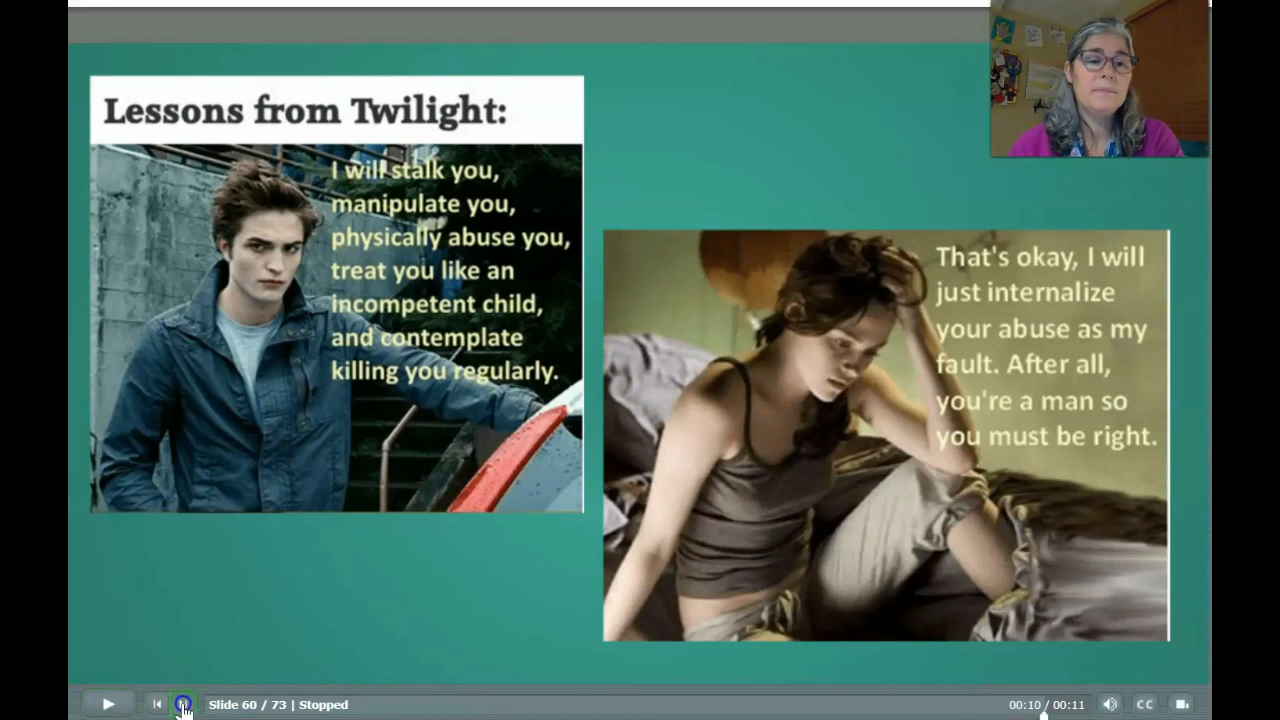 Lessons from Twilight:
I will stalk you,
manipulate you,
physically abuse you,
treat you like an
incompetent child,
and contemplate
killing you regularly.
That's okay, I will
just internalize
your abuse as my
fault. After all,
you're a man so
you must be right.
Slide 60 / 73 | Stopped
00:10 / 00:11
CC